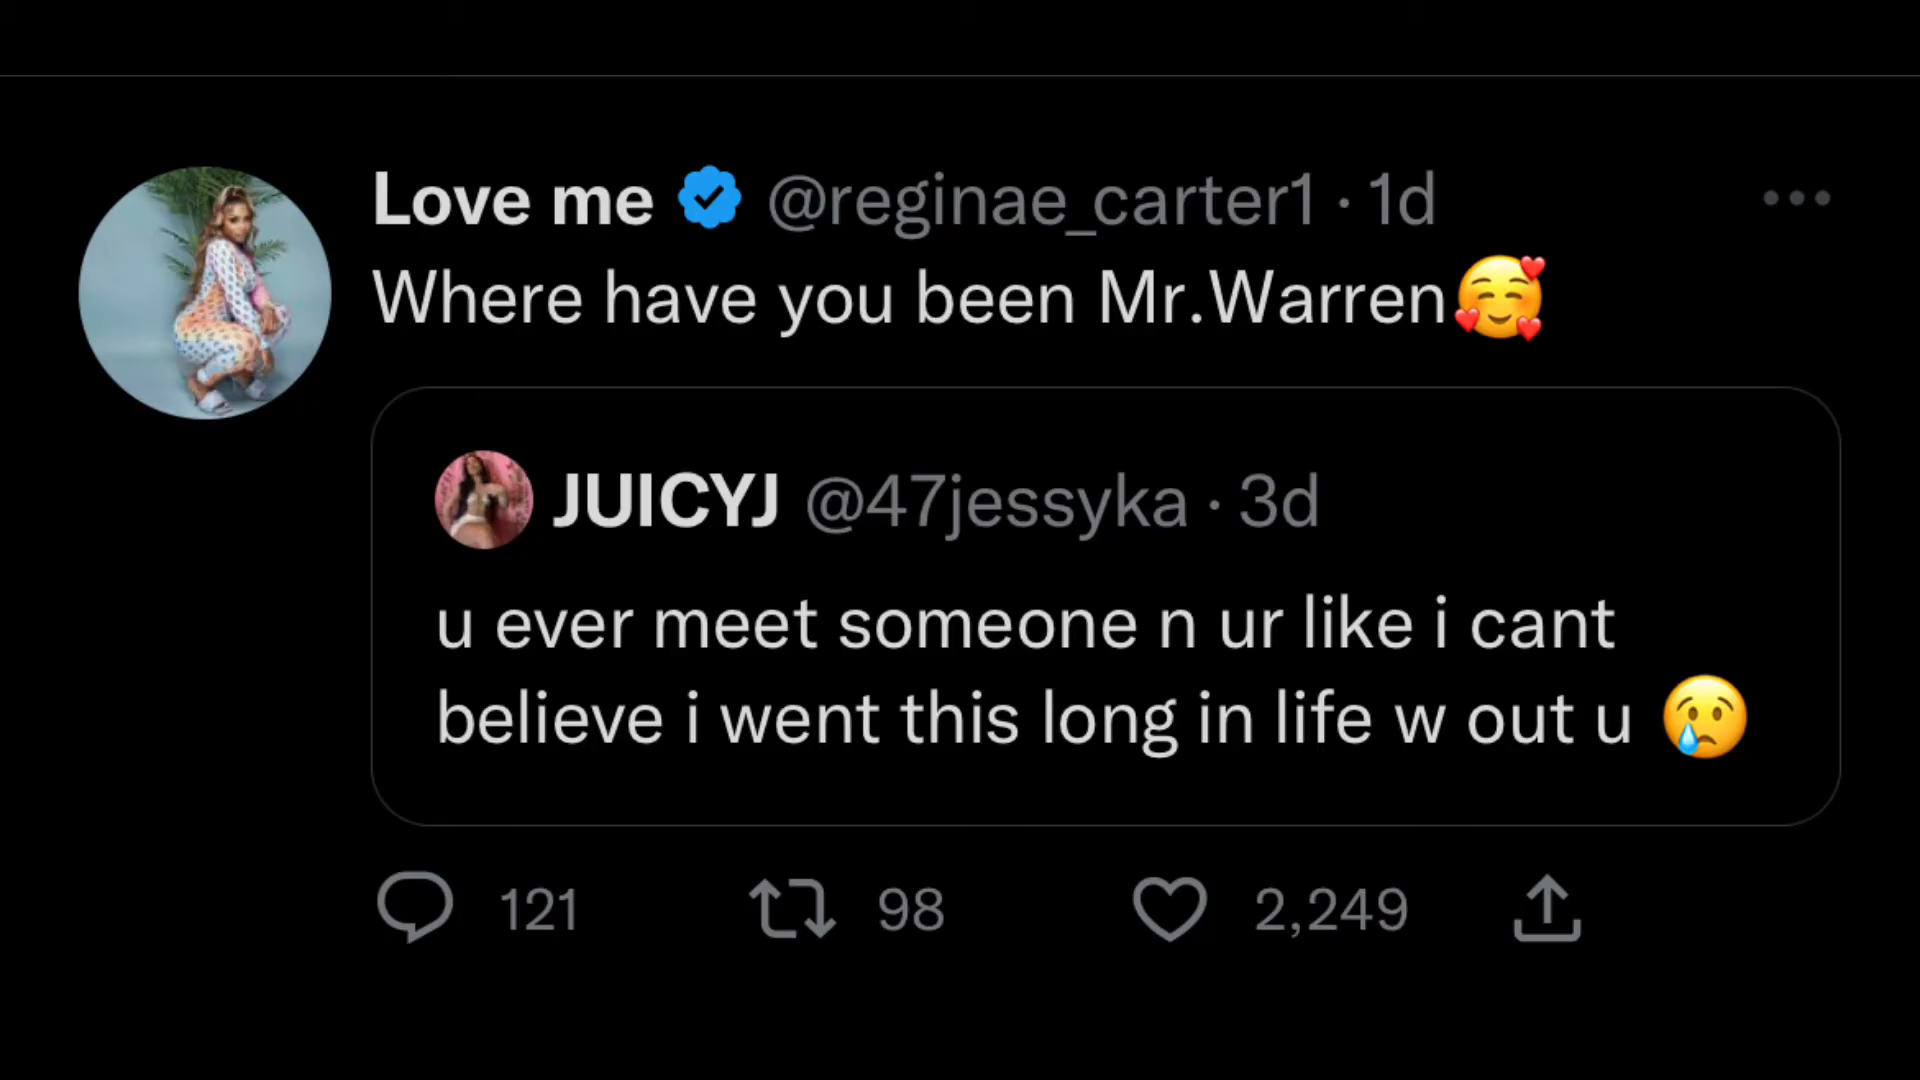 Love me @reginae_carter1 · 1d
Where have you been Mr.Warren🥰
JUICYJ @47jessyka · 3d
u ever meet someone n ur like i cant
believe i went this long in life w out u 😢
121 98 2,249